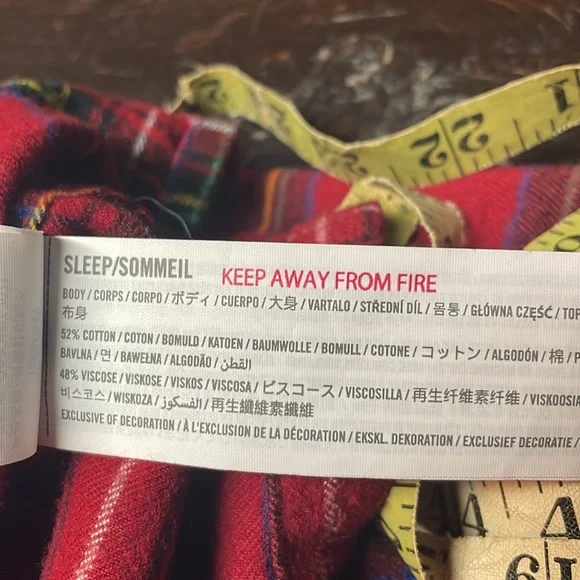 SLEEP/SOMMEIL KEEP AWAY FROM FIRE
BODY / CORPS / CORPO / ボディ / CUERPO / 大身 / VARTALO / STŘEDNÍ DÍL / 몸통 / GŁÓWNA CZĘŚĆ / TOP
布身
52% COTTON / COTON / BOMULD / KATOEN / BAUMWOLLE / BOMULL / COTONE / コットン / ALGODÓN / 棉 /
BAVLNA / 면 / BAWEŁNA / ALGODÃO / القطن
48% VISCOSE / VISKOSE / VISKOS / VISCOSA / ビスコース / VISCOSILLA / 再生纤维素纤维 / VISKOOSIA
비스코스 / WISKOZA / الفسكوز / 再生纖維素纖維
EXCLUSIVE OF DECORATION / À L'EXCLUSION DE LA DÉCORATION / EKSKL. DEKORATION / EXCLUSIEF DECORATIE /
22
44